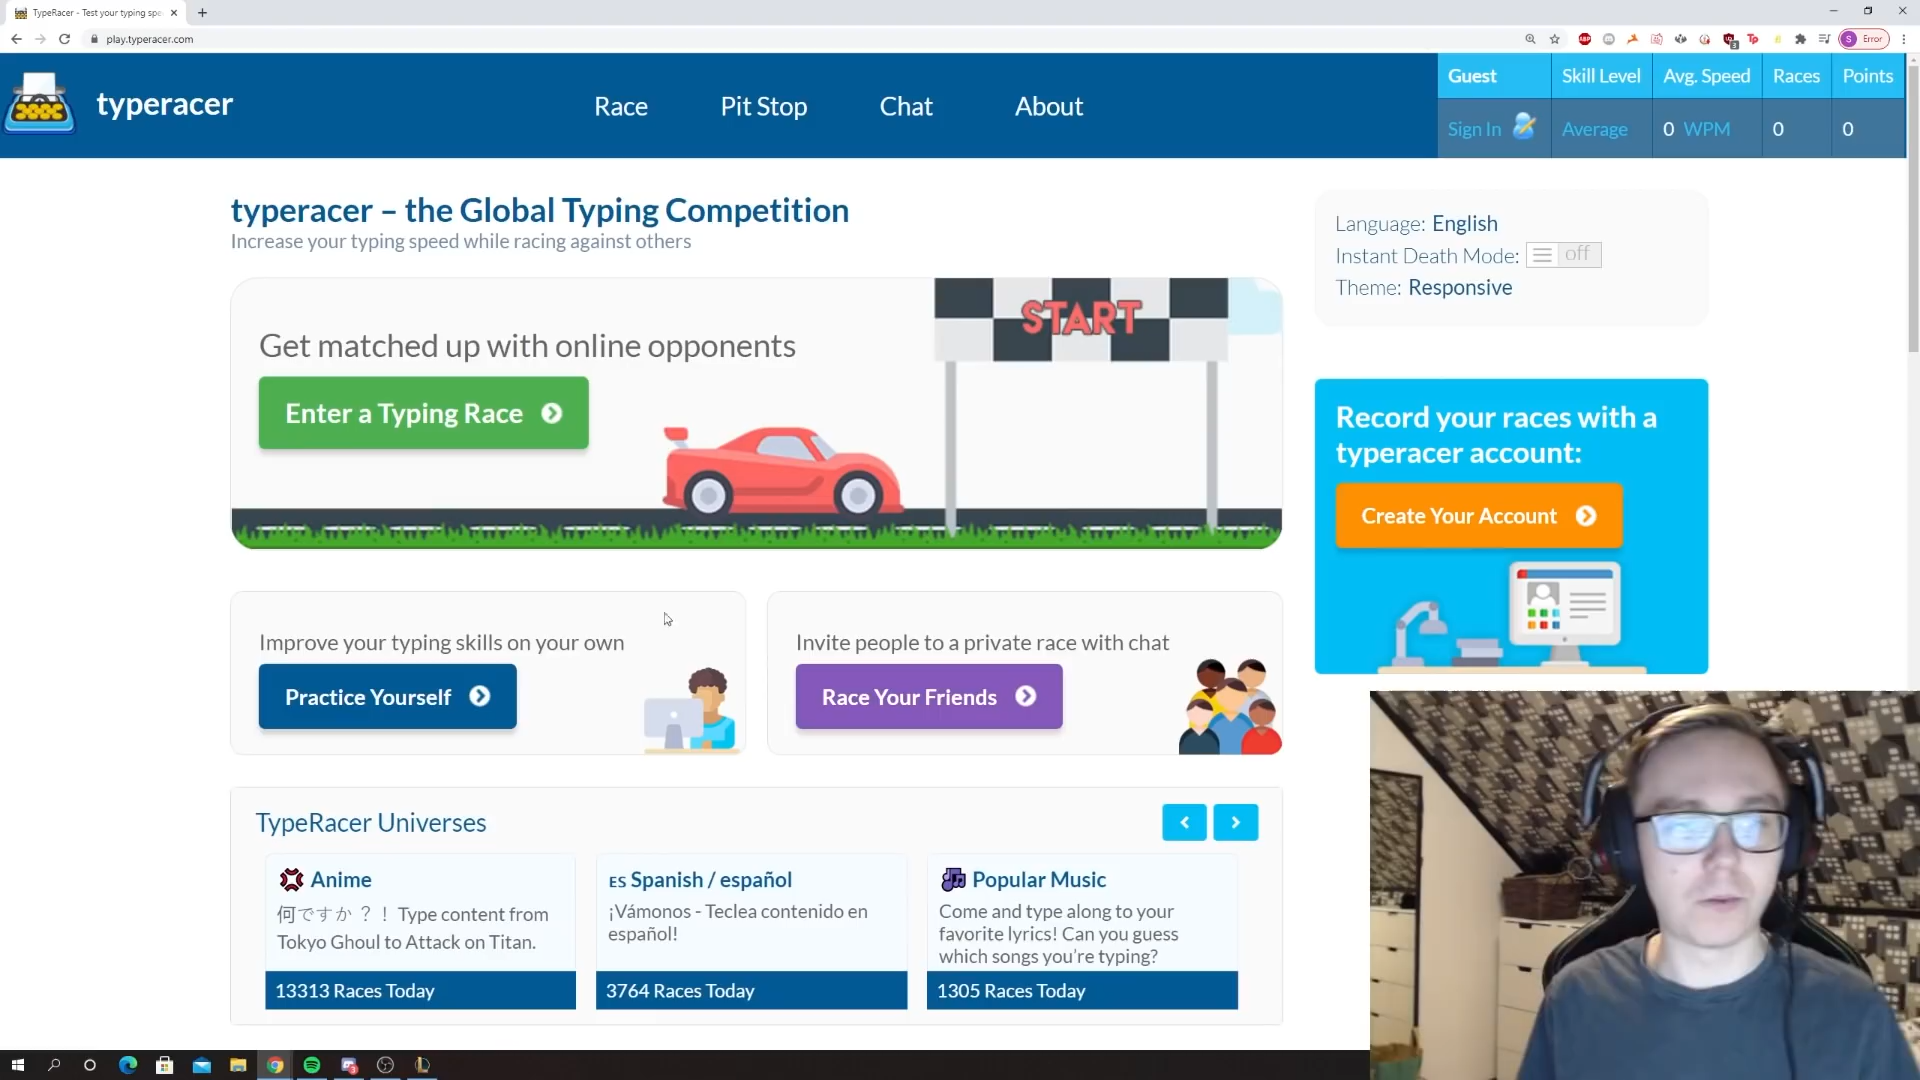 TypeRacer - Test your typing spe
play.typeracer.com
Error
typeracer
Race
Pit Stop
Chat
About
Guest
Skill Level
Avg. Speed
Races
Points
Sign In
Average
0 WPM
0
0
typeracer – the Global Typing Competition
Increase your typing speed while racing against others
Language: English
Instant Death Mode: off
Theme: Responsive
START
Get matched up with online opponents
Enter a Typing Race
Record your races with a
typeracer account:
Create Your Account
Improve your typing skills on your own
Practice Yourself
Invite people to a private race with chat
Race Your Friends
TypeRacer Universes
Anime
何ですか？！ Type content from
Tokyo Ghoul to Attack on Titan.
13313 Races Today
ES Spanish / español
¡Vámonos - Teclea contenido en
español!
3764 Races Today
Popular Music
Come and type along to your
favorite lyrics! Can you guess
which songs you're typing?
1305 Races Today